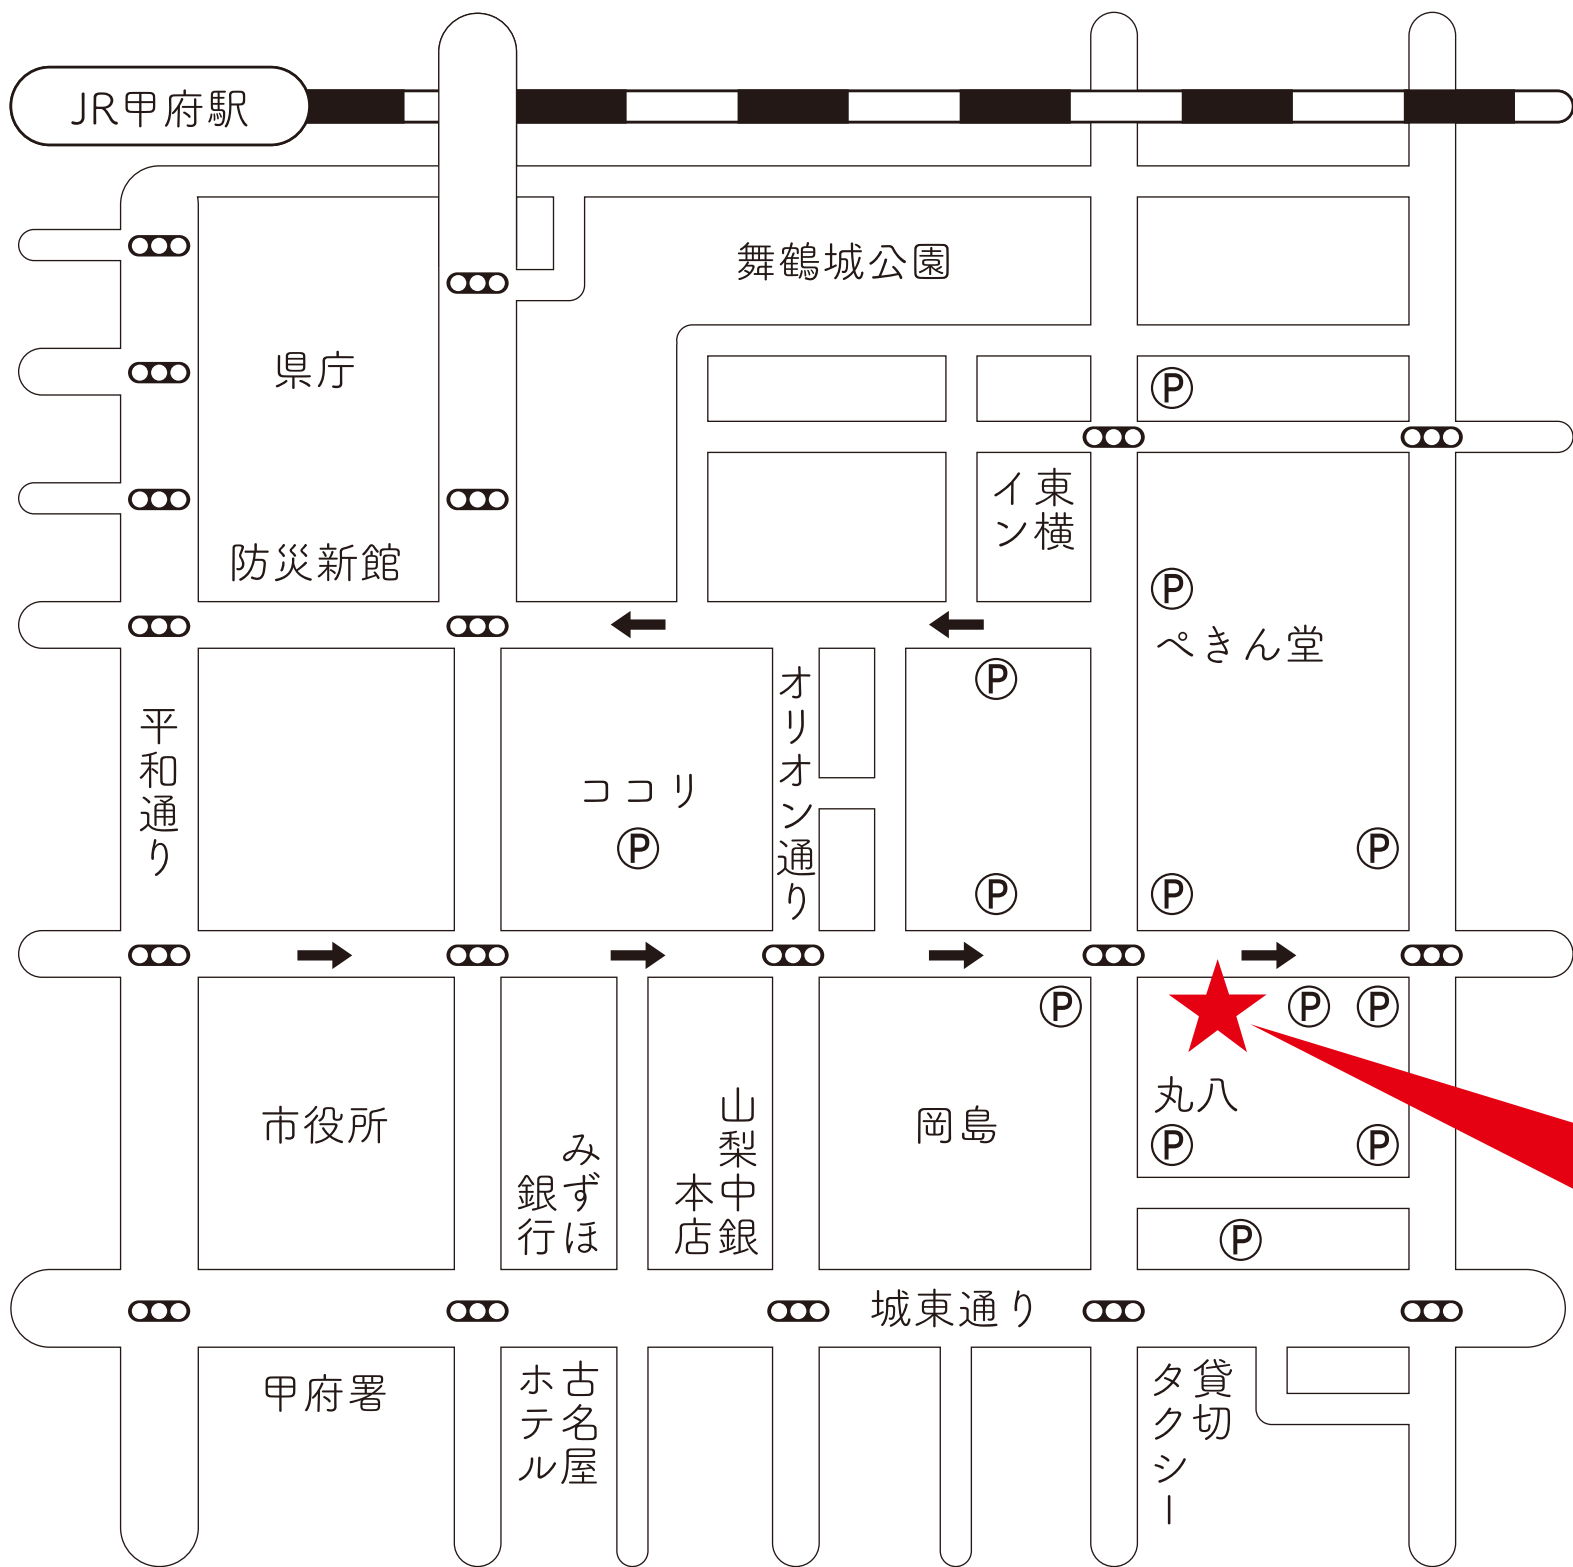 JR甲府駅
舞鶴城公園
県庁
Ⓟ
東横
イン
防災新館
Ⓟ
ぺきん堂
Ⓟ
平和通り
オリオン通り
ココリ
Ⓟ
Ⓟ
Ⓟ
Ⓟ
Ⓟ
Ⓟ
Ⓟ
丸八
市役所
みずほ
銀行
山梨中銀
本店
岡島
Ⓟ
Ⓟ
Ⓟ
城東通り
甲府署
古名屋
ホテル
貸切
タクシー